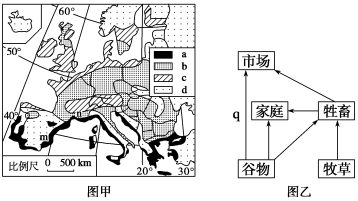 60°
50°
40°
a
b
c
d
m
n
比例尺 0 500 km
20° 30°
图甲
市场
q
家庭
牲畜
谷物
牧草
图乙